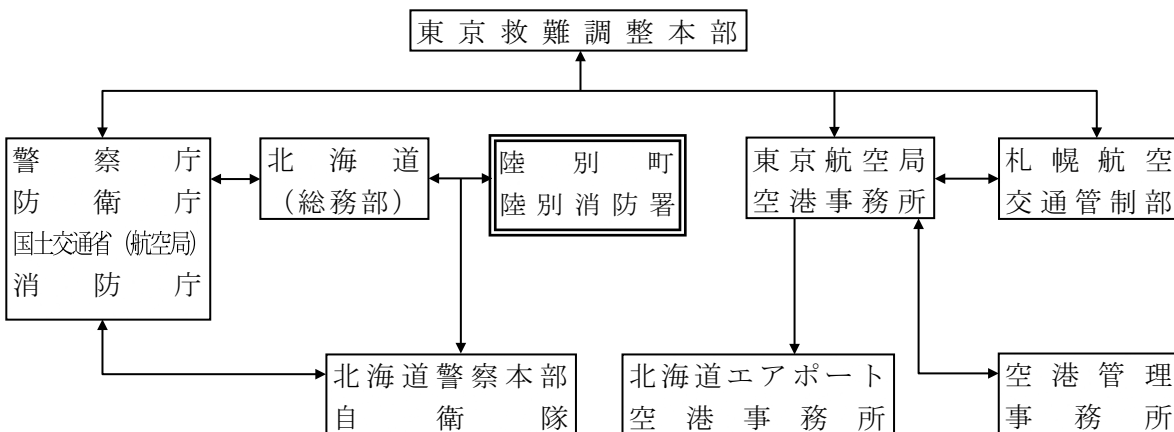 東京救難調整本部
警察庁
防衛庁
国土交通省(航空局)
消防庁
北海道
(総務部)
陸別町
陸別消防署
東京航空局
空港事務所
札幌航空
交通管制部
北海道警察本部
自衛隊
北海道エアポート
空港事務所
空港管理
事務所